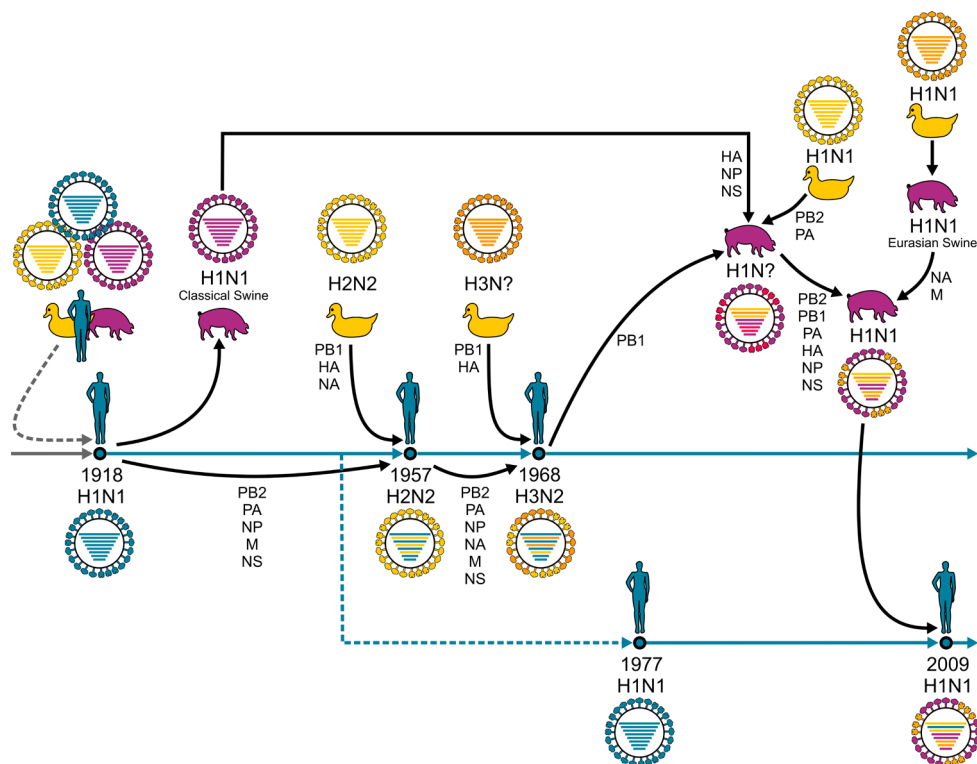 H1N1
H1N1
H1N1
Classical Swine
H2N2
H3N?
HA
NP
NS
PB2
PA
H1N1
Eurasian Swine
H1N?
NA
M
PB1
HA
NA
PB1
HA
PB1
PB2
PB1
PA
HA
NP
NS
H1N1
1918
H1N1
PB2
PA
NP
M
NS
1957
H2N2
PB2
PA
NP
NA
M
NS
1968
H3N2
1977
H1N1
2009
H1N1